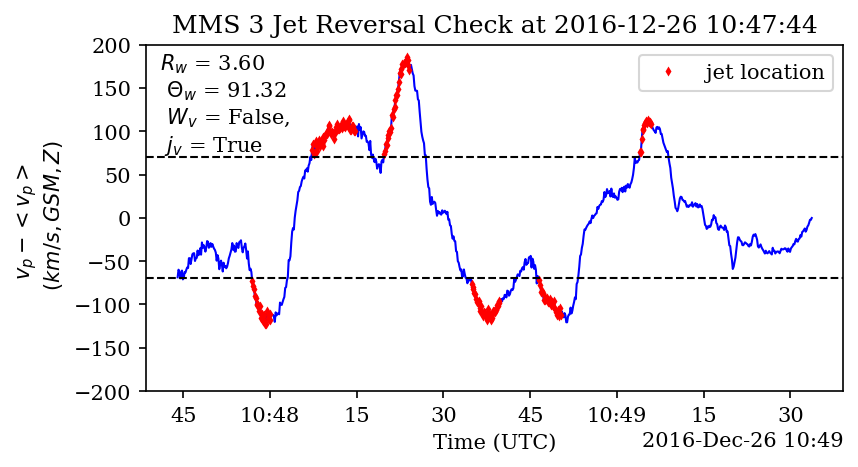 MMS 3 Jet Reversal Check at 2016-12-26 10:47:44
200
150
100
50
0
−50
−100
−150
−200
v_p − <v_p>
(km/s, GSM, Z)
R_w = 3.60
Θ_w = 91.32
W_v = False,
j_v = True
jet location
45 10:48 15 30 45 10:49 15 30
Time (UTC)
2016-Dec-26 10:49